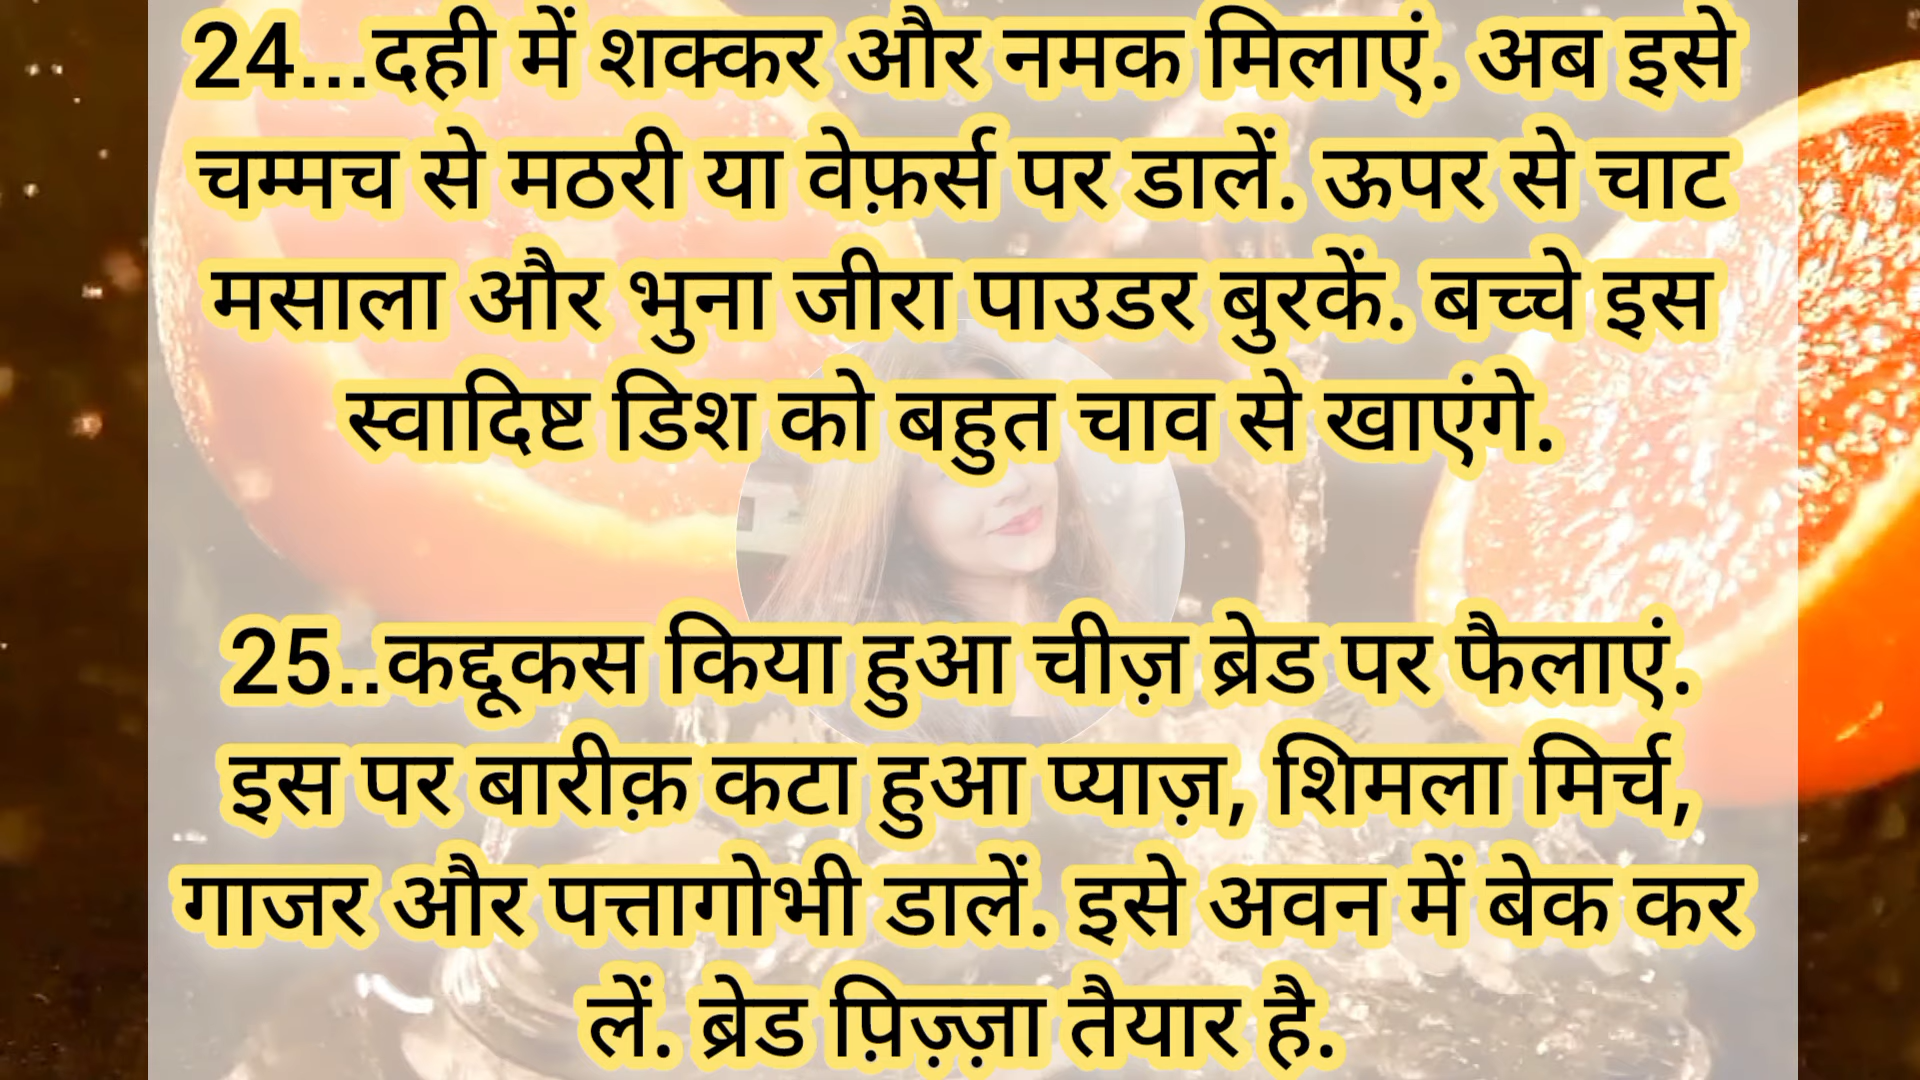 24...दही में शक्कर और नमक मिलाएं. अब इसे
चम्मच से मठरी या वेफ़र्स पर डालें. ऊपर से चाट
मसाला और भुना जीरा पाउडर बुरकें. बच्चे इस
स्वादिष्ट डिश को बहुत चाव से खाएंगे.
25..कद्दूकस किया हुआ चीज़ ब्रेड पर फैलाएं.
इस पर बारीक़ कटा हुआ प्याज़, शिमला मिर्च,
गाजर और पत्तागोभी डालें. इसे अवन में बेक कर
लें. ब्रेड प़िज़्ज़ा तैयार है.